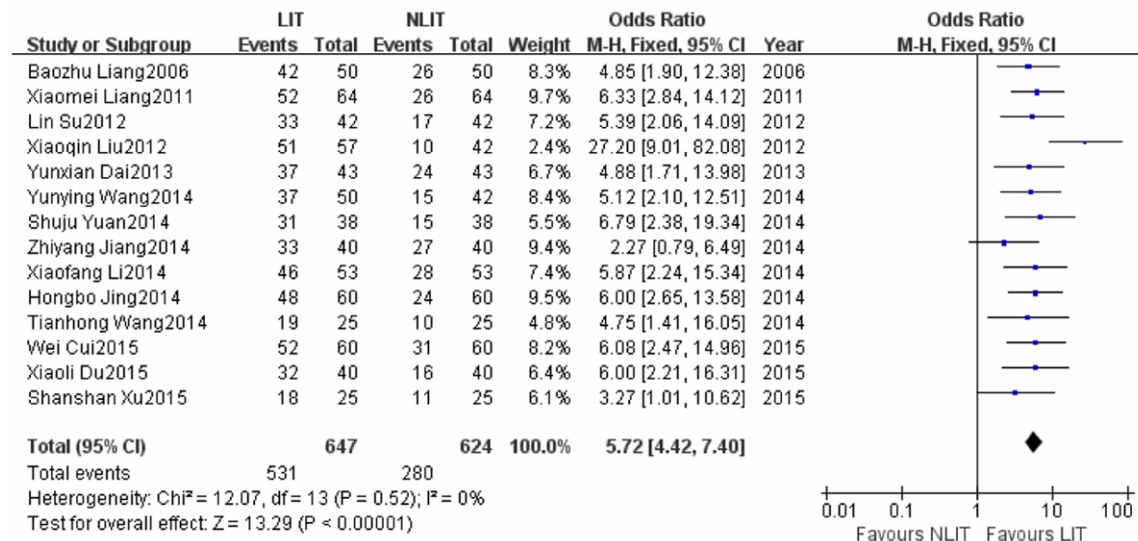 LIT NLIT Odds Ratio Odds Ratio
Study or Subgroup Events Total Events Total Weight M-H, Fixed, 95% CI Year M-H, Fixed, 95% CI
Baozhu Liang2006 42 50 26 50 8.3% 4.85 [1.90, 12.38] 2006
Xiaomei Liang2011 52 64 26 64 9.7% 6.33 [2.84, 14.12] 2011
Lin Su2012 33 42 17 42 7.2% 5.39 [2.06, 14.09] 2012
Xiaoqin Liu2012 51 57 10 42 2.4% 27.20 [9.01, 82.08] 2012
Yunxian Dai2013 37 43 24 43 6.1% 4.88 [1.71, 13.98] 2013
Yunying Wang2014 37 50 15 42 8.4% 5.12 [2.10, 12.51] 2014
Shuju Yuan2014 31 38 15 38 5.5% 6.79 [2.38, 19.34] 2014
Zhiyang Jiang2014 33 40 27 40 9.4% 2.27 [0.79, 6.49] 2014
Xiaofang Li2014 46 53 28 53 7.4% 5.87 [2.24, 15.34] 2014
Hongbo Jing2014 48 60 24 60 9.5% 6.00 [2.65, 13.58] 2014
Tianhong Wang2014 19 25 10 25 4.8% 4.75 [1.41, 16.05] 2014
Wei Cui2015 52 60 31 60 8.2% 6.08 [2.47, 14.96] 2015
Xiaoli Du2015 32 40 16 40 6.4% 6.00 [2.21, 16.31] 2015
Shanshan Xu2015 18 25 11 25 6.1% 3.27 [1.01, 10.62] 2015
Total (95% CI) 647 624 100.0% 5.72 [4.42, 7.40]
Total events 531 280
Heterogeneity: Chi² = 12.07, df = 13 (P = 0.52); I² = 0%
Test for overall effect: Z = 13.29 (P < 0.00001)
0.01 0.1 1 10 100
Favours NLIT Favours LIT